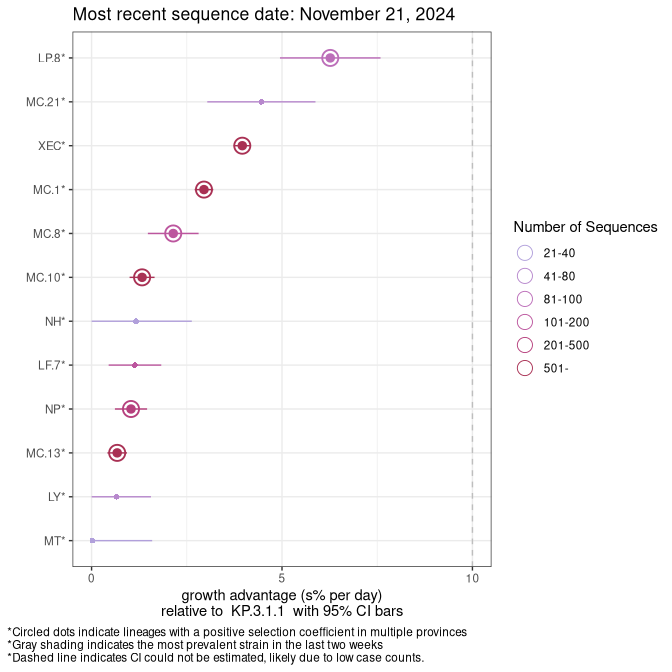 Most recent sequence date: November 21, 2024
LP.8*
MC.21*
XEC*
MC.1*
MC.8*
MC.10*
NH*
LF.7*
NP*
MC.13*
LY*
MT*
0 5 10
growth advantage (s% per day)
relative to KP.3.1.1 with 95% CI bars
Number of Sequences
21-40
41-80
81-100
101-200
201-500
501-
*Circled dots indicate lineages with a positive selection coefficient in multiple provinces
*Gray shading indicates the most prevalent strain in the last two weeks
*Dashed line indicates CI could not be estimated, likely due to low case counts.